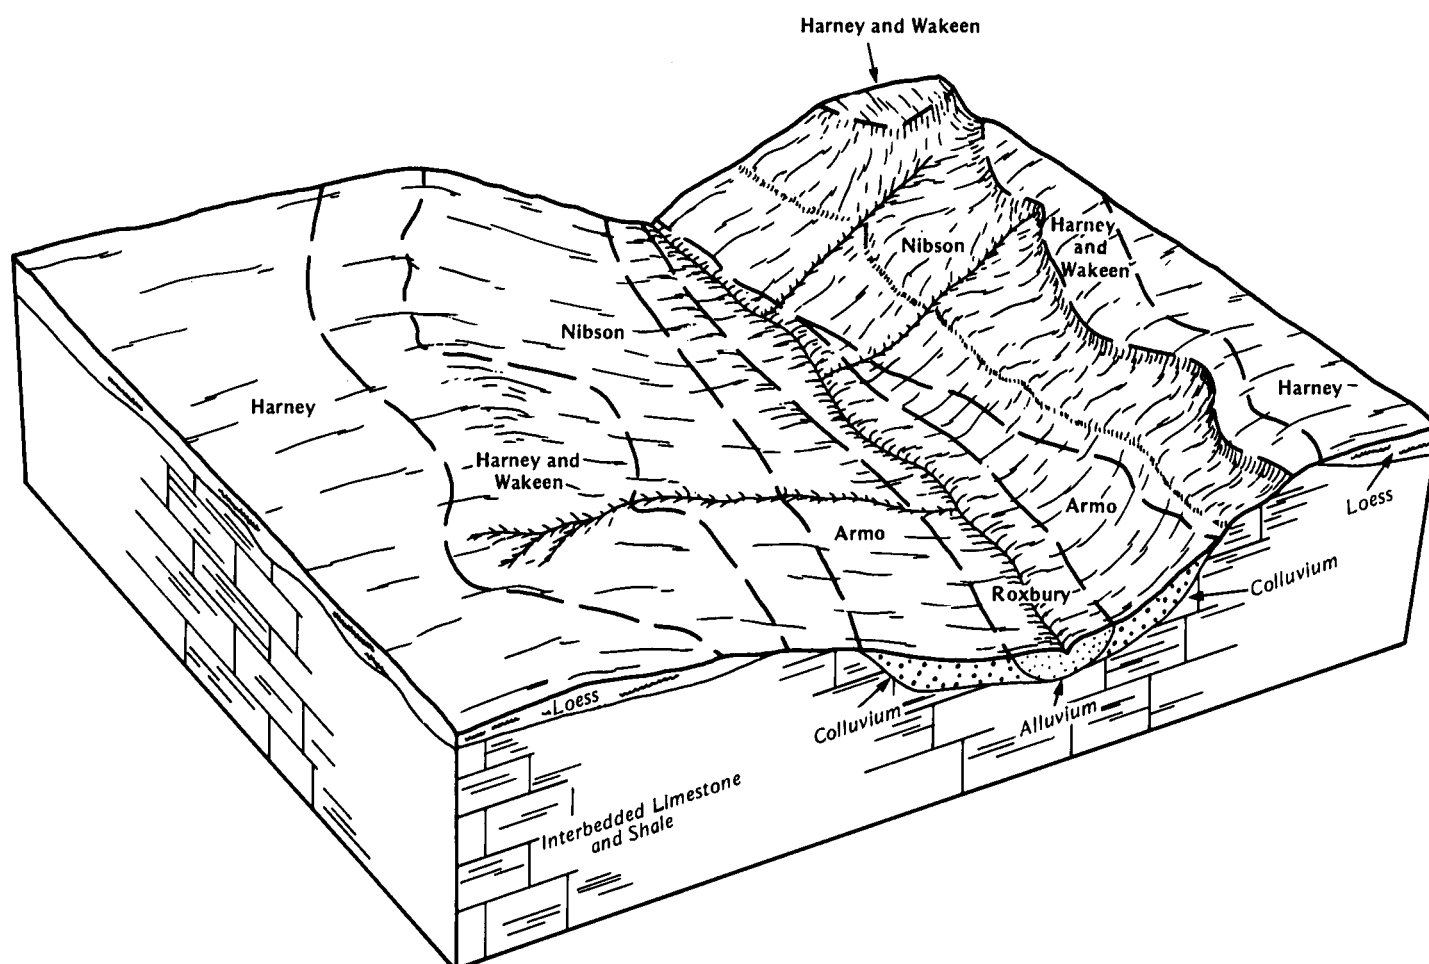 Harney and Wakeen
Nibson
Harney
and
Wakeen
Nibson
Harney
Harney
Harney and
Wakeen
Loess
Armo
Armo
Colluvium
Roxbury
Loess
Colluvium
Alluvium
Interbedded Limestone
and Shale